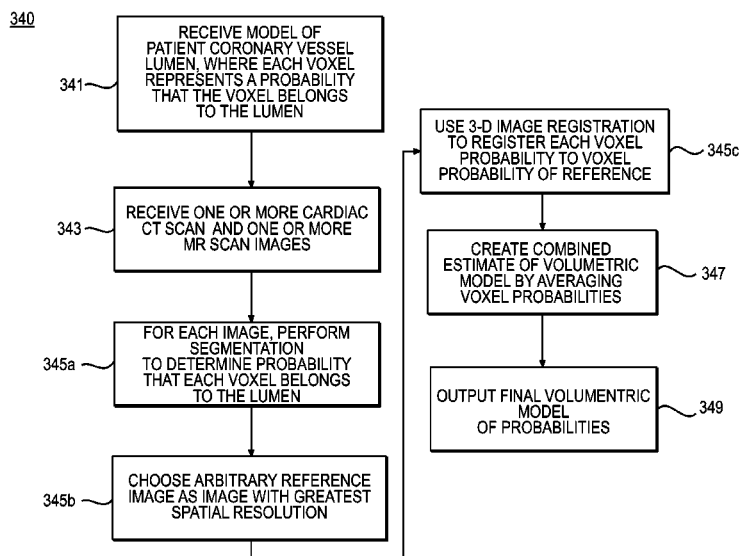 340
341
RECEIVE MODEL OF
PATIENT CORONARY VESSEL
LUMEN, WHERE EACH VOXEL
REPRESENTS A PROBABILITY
THAT THE VOXEL BELONGS
TO THE LUMEN
343
RECEIVE ONE OR MORE CARDIAC
CT SCAN AND ONE OR MORE
MR SCAN IMAGES
345a
FOR EACH IMAGE, PERFORM
SEGMENTATION
TO DETERMINE PROBABILITY
THAT EACH VOXEL BELONGS
TO THE LUMEN
345b
CHOOSE ARBITRARY REFERENCE
IMAGE AS IMAGE WITH GREATEST
SPATIAL RESOLUTION
USE 3-D IMAGE REGISTRATION
TO REGISTER EACH VOXEL
PROBABILITY TO VOXEL
PROBABILITY OF REFERENCE
345c
CREATE COMBINED
ESTIMATE OF VOLUMETRIC
MODEL BY AVERAGING
VOXEL PROBABILITIES
347
OUTPUT FINAL VOLUMENTRIC
MODEL
OF PROBABILITIES
349